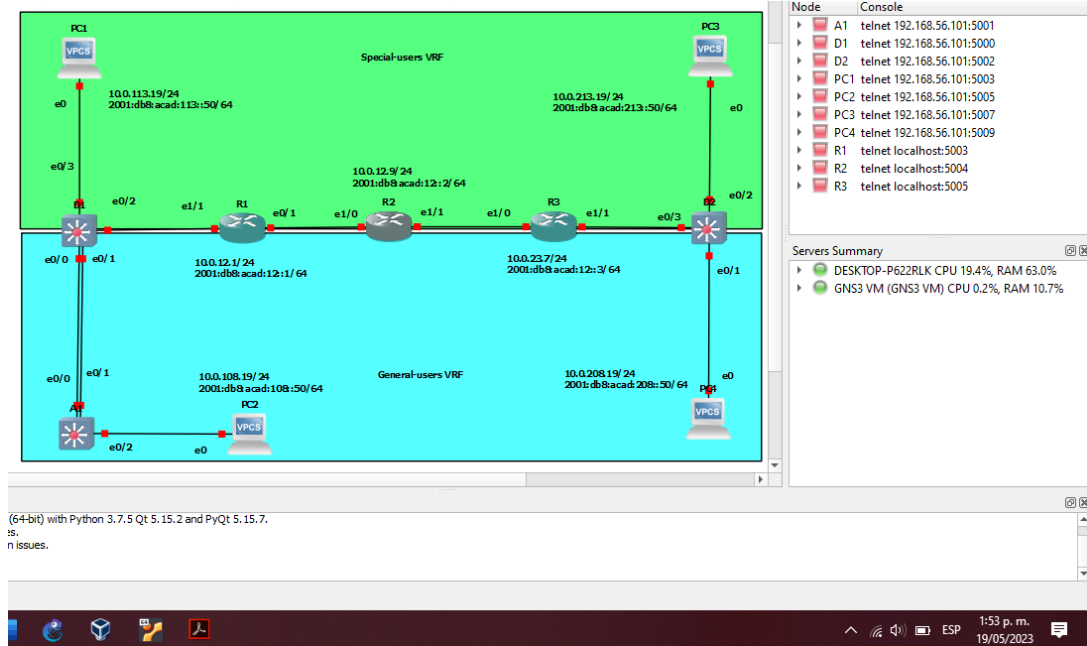 PC1
VPCS
e0
10.0.113.19/24
2001:db8:acad:113::50/64
Special-users VRF
PC3
VPCS
10.0.213.19/24
2001:db8:acad:213::50/64
e0
e0/3
e0/2
e1/1
R1
e0/1
10.0.12.9/24
2001:db8:acad:12::2/64
e1/0
R2
e1/1
e1/0
R3
e1/1
e0/3
D2
e0/2
D1
e0/0
e0/1
10.0.12.1/24
2001:db8:acad:12::1/64
10.0.23.7/24
2001:db8:acad:12::3/64
e0/1
e0/0
e0/1
10.0.108.19/24
2001:db8:acad:108::50/64
General-users VRF
10.0.208.19/24
2001:db8:acad:208::50/64
e0
PC4
VPCS
A1
e0/2
PC2
VPCS
e0
Node Console
A1 telnet 192.168.56.101:5001
D1 telnet 192.168.56.101:5000
D2 telnet 192.168.56.101:5002
PC1 telnet 192.168.56.101:5003
PC2 telnet 192.168.56.101:5005
PC3 telnet 192.168.56.101:5007
PC4 telnet 192.168.56.101:5009
R1 telnet localhost:5003
R2 telnet localhost:5004
R3 telnet localhost:5005
Servers Summary
DESKTOP-P622RLK CPU 19.4%, RAM 63.0%
GNS3 VM (GNS3 VM) CPU 0.2%, RAM 10.7%
(64-bit) with Python 3.7.5 Qt 5.15.2 and PyQt 5.15.7.
es.
n issues.
64
ESP
1:53 p. m.
19/05/2023